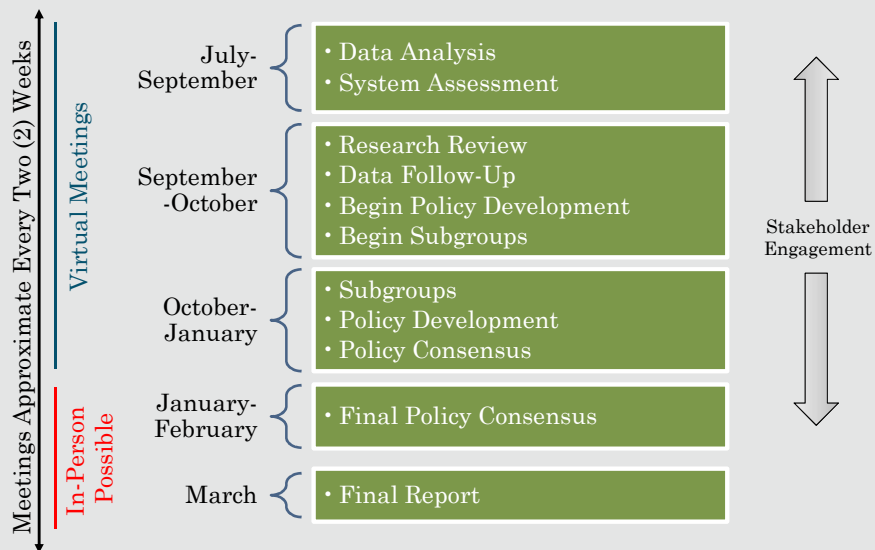 Meetings Approximate Every Two (2) Weeks
Virtual Meetings
In-Person
Possible
July-
September
• Data Analysis
• System Assessment
September
-October
• Research Review
• Data Follow-Up
• Begin Policy Development
• Begin Subgroups
October-
January
• Subgroups
• Policy Development
• Policy Consensus
January-
February
• Final Policy Consensus
March
• Final Report
Stakeholder
Engagement